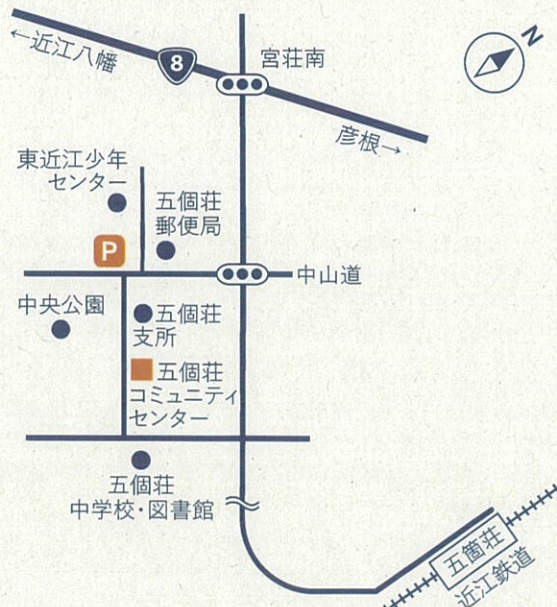 ←近江八幡
8
宮荘南
N
彦根→
東近江少年
センター
五個荘
郵便局
P
中山道
中央公園
五個荘
支所
五個荘
コミュニティ
センター
五個荘
中学校・図書館
五箇荘
近江鉄道